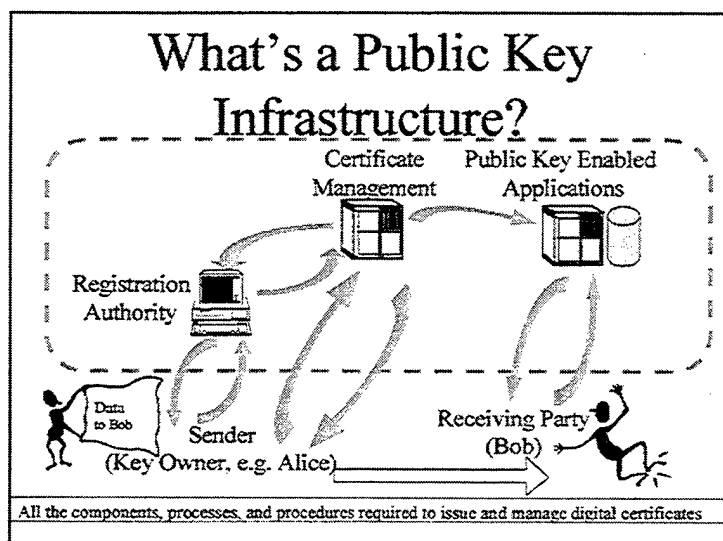 What's a Public Key
Infrastructure?
Certificate
Management
Public Key Enabled
Applications
Registration
Authority
Data
to Bob
Sender
(Key Owner, e.g. Alice)
Receiving Party
(Bob)
All the components, processes, and procedures required to issue and manage digital certificates